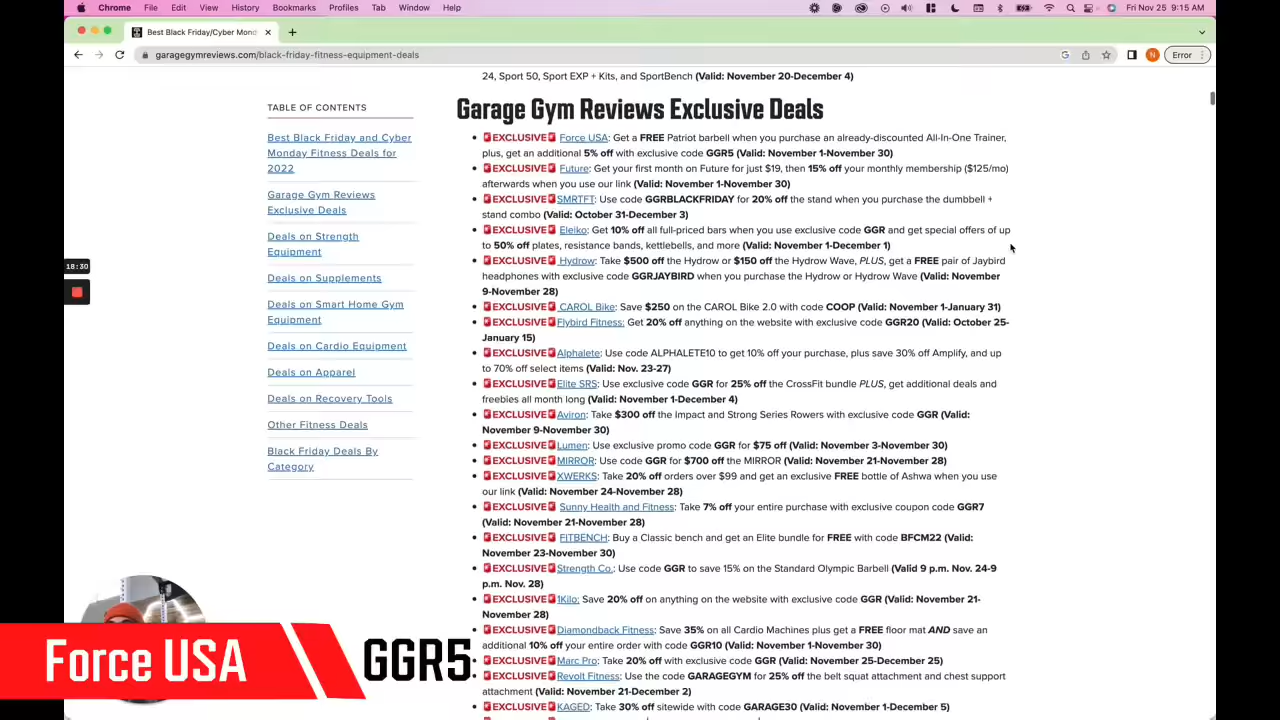 Chrome File Edit View History Bookmarks Profiles Tab Window Help Fri Nov 25 9:15 AM
Best Black Friday/Cyber Mond
garagegymreviews.com/black-friday-fitness-equipment-deals
Error
24, Sport 50, Sport EXP + Kits, and SportBench (Valid: November 20-December 4)
18:30
TABLE OF CONTENTS
Best Black Friday and Cyber
Monday Fitness Deals for
2022
Garage Gym Reviews
Exclusive Deals
Deals on Strength
Equipment
Deals on Supplements
Deals on Smart Home Gym
Equipment
Deals on Cardio Equipment
Deals on Apparel
Deals on Recovery Tools
Other Fitness Deals
Black Friday Deals By
Category
Garage Gym Reviews Exclusive Deals
EXCLUSIVE Force USA: Get a FREE Patriot barbell when you purchase an already-discounted All-In-One Trainer,
plus, get an additional 5% off with exclusive code GGR5 (Valid: November 1-November 30)
EXCLUSIVE Future: Get your first month on Future for just $19, then 15% off your monthly membership ($125/mo)
afterwards when you use our link (Valid: November 1-November 30)
EXCLUSIVE SMRTFT: Use code GGRBLACKFRIDAY for 20% off the stand when you purchase the dumbbell +
stand combo (Valid: October 31-December 3)
EXCLUSIVE Eleiko: Get 10% off all full-priced bars when you use exclusive code GGR and get special offers of up
to 50% off plates, resistance bands, kettlebells, and more (Valid: November 1-December 1)
EXCLUSIVE Hydrow: Take $500 off the Hydrow or $150 off the Hydrow Wave, PLUS, get a FREE pair of Jaybird
headphones with exclusive code GGRJAYBIRD when you purchase the Hydrow or Hydrow Wave (Valid: November
9-November 28)
EXCLUSIVE CAROL Bike: Save $250 on the CAROL Bike 2.0 with code COOP (Valid: November 1-January 31)
EXCLUSIVE Flybird Fitness: Get 20% off anything on the website with exclusive code GGR20 (Valid: October 25-
January 15)
EXCLUSIVE Alphalete: Use code ALPHALETE10 to get 10% off your purchase, plus save 30% off Amplify, and up
to 70% off select items (Valid: Nov. 23-27)
EXCLUSIVE Elite SRS: Use exclusive code GGR for 25% off the CrossFit bundle PLUS, get additional deals and
freebies all month long (Valid: November 1-December 4)
EXCLUSIVE Aviron: Take $300 off the Impact and Strong Series Rowers with exclusive code GGR (Valid:
November 9-November 30)
EXCLUSIVE Lumen: Use exclusive promo code GGR for $75 off (Valid: November 3-November 30)
EXCLUSIVE MIRROR: Use code GGR for $700 off the MIRROR (Valid: November 21-November 28)
EXCLUSIVE XWERKS: Take 20% off orders over $99 and get an exclusive FREE bottle of Ashwa when you use
our link (Valid: November 24-November 28)
EXCLUSIVE Sunny Health and Fitness: Take 7% off your entire purchase with exclusive coupon code GGR7
(Valid: November 21-November 28)
EXCLUSIVE FITBENCH: Buy a Classic bench and get an Elite bundle for FREE with code BFCM22 (Valid:
November 23-November 30)
EXCLUSIVE Strength Co.: Use code GGR to save 15% on the Standard Olympic Barbell (Valid 9 p.m. Nov. 24-9
p.m. Nov. 28)
EXCLUSIVE 1Kilo: Save 20% off on anything on the website with exclusive code GGR (Valid: November 21-
November 28)
EXCLUSIVE Diamondback Fitness: Save 35% on all Cardio Machines plus get a FREE floor mat AND save an
additional 10% off your entire order with code GGR10 (Valid: November 1-November 30)
EXCLUSIVE Marc Pro: Take 20% off with exclusive code GGR (Valid: November 25-December 25)
EXCLUSIVE Revolt Fitness: Use the code GARAGEGYM for 25% off the belt squat attachment and chest support
attachment (Valid: November 21-December 2)
EXCLUSIVE KAGED: Take 30% off sitewide with code GARAGE30 (Valid: November 1-December 5)
Force USA GGR5